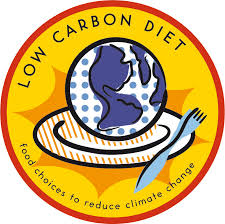 LOW CARBON DIET
food choices to reduce climate change